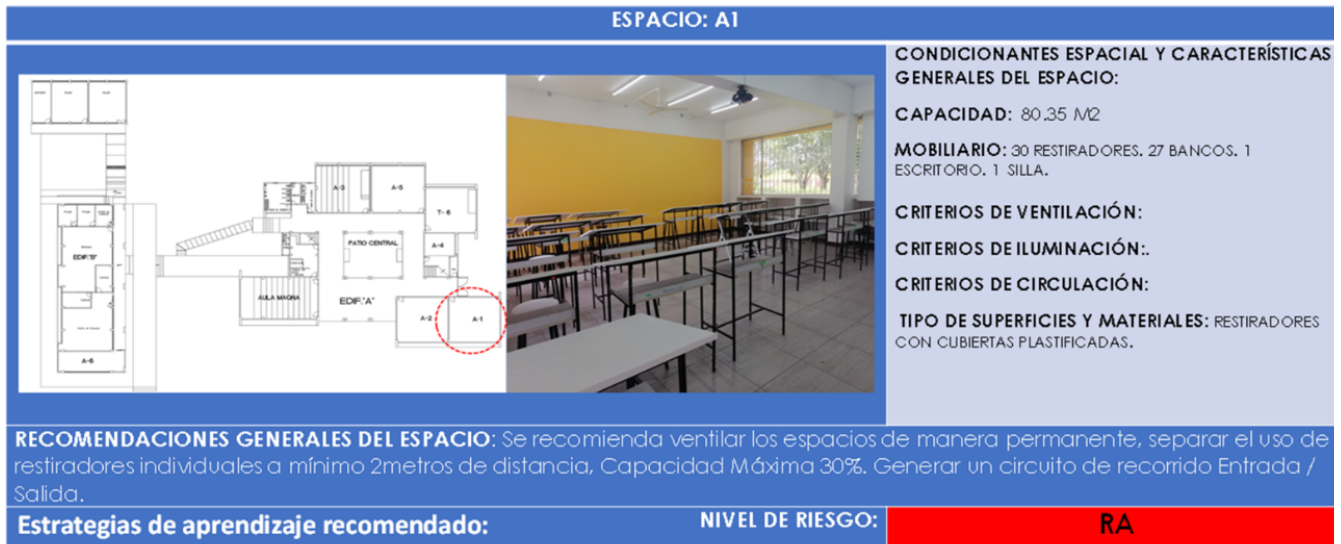 ESPACIO: A1
CONDICIONANTES ESPACIAL Y CARACTERÍSTICAS
GENERALES DEL ESPACIO:
CAPACIDAD: 80.35 M2
MOBILIARIO: 30 RESTIRADORES. 27 BANCOS. 1
ESCRITORIO. 1 SILLA.
CRITERIOS DE VENTILACIÓN:
CRITERIOS DE ILUMINACIÓN:.
CRITERIOS DE CIRCULACIÓN:
TIPO DE SUPERFICIES Y MATERIALES: RESTIRADORES
CON CUBIERTAS PLASTIFICADAS.
A-3
A-5
T- 6
PATIO CENTRAL
A-4
EDIF."B"
AULA MAGNA
EDIF."A"
A-2
A-1
A-6
RECOMENDACIONES GENERALES DEL ESPACIO: Se recomienda ventilar los espacios de manera permanente, separar el uso de
restiradores individuales a mínimo 2metros de distancia, Capacidad Máxima 30%. Generar un circuito de recorrido Entrada /
Salida.
Estrategias de aprendizaje recomendado:
NIVEL DE RIESGO:
RA